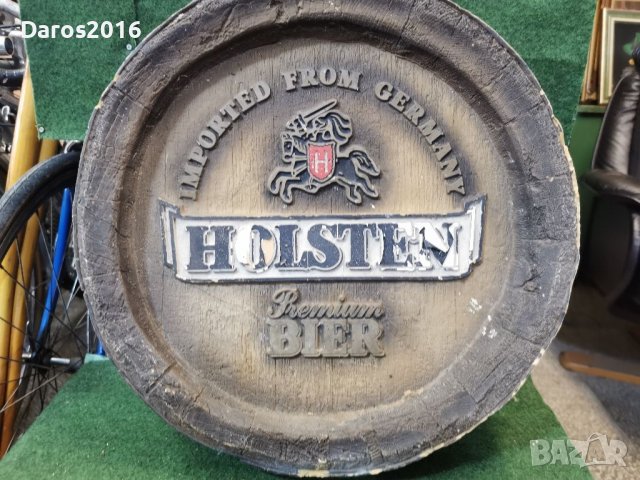 Daros2016
IMPORTED FROM GERMANY
H
HOLSTEN
Premium
BIER
BAZAR